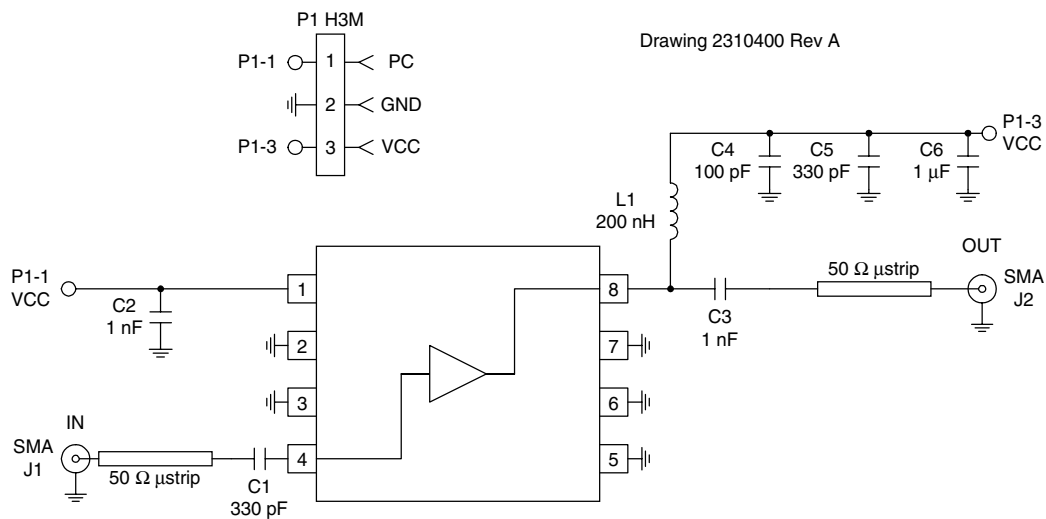 P1 H3M
Drawing 2310400 Rev A
P1-1 1 PC
2 GND
P1-3 3 VCC
P1-3
VCC
C4
100 pF
C5
330 pF
C6
1 μF
L1
200 nH
OUT
P1-1
VCC
C2
1 nF
1
8
50 Ω μstrip
SMA
J2
C3
1 nF
2
7
3
6
IN
SMA
J1
50 Ω μstrip
C1
330 pF
4
5